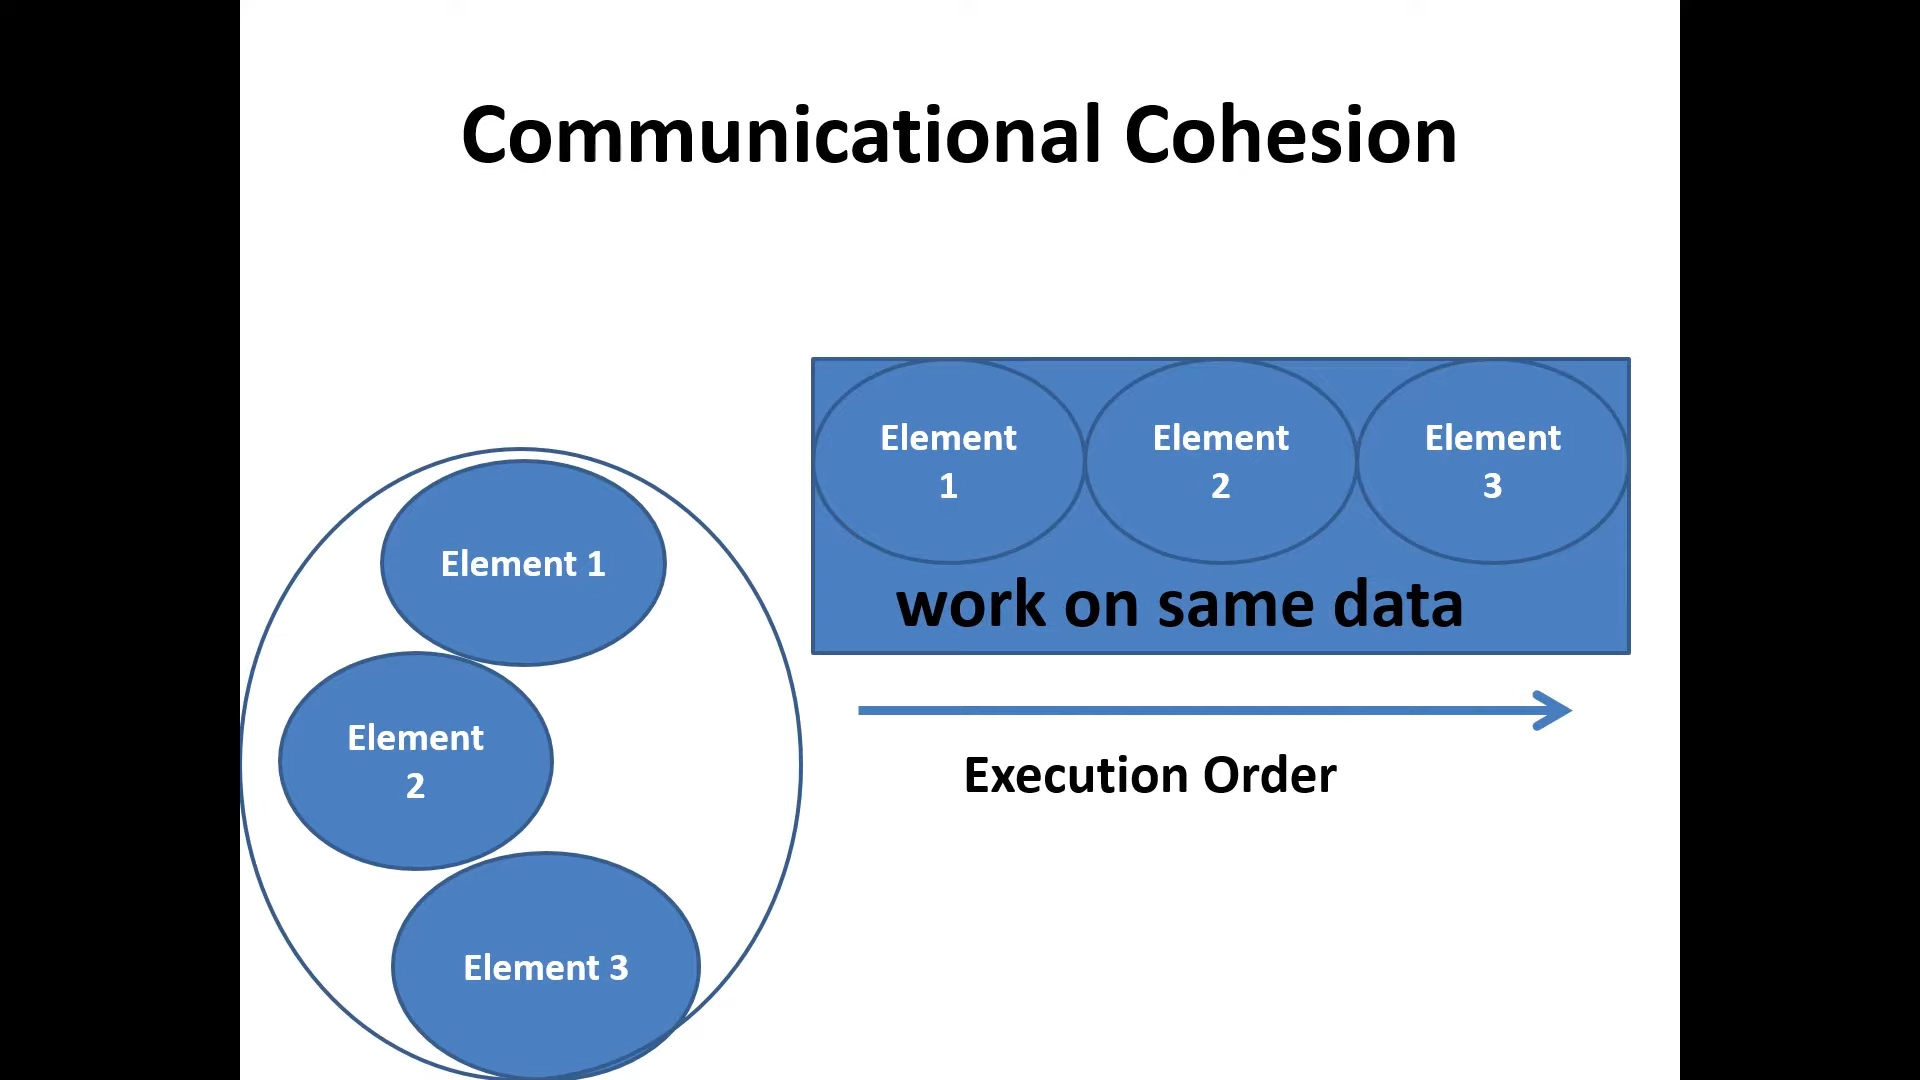 Communicational Cohesion
Element 1
Element
2
Element 3
Element
1
Element
2
Element
3
work on same data
Execution Order